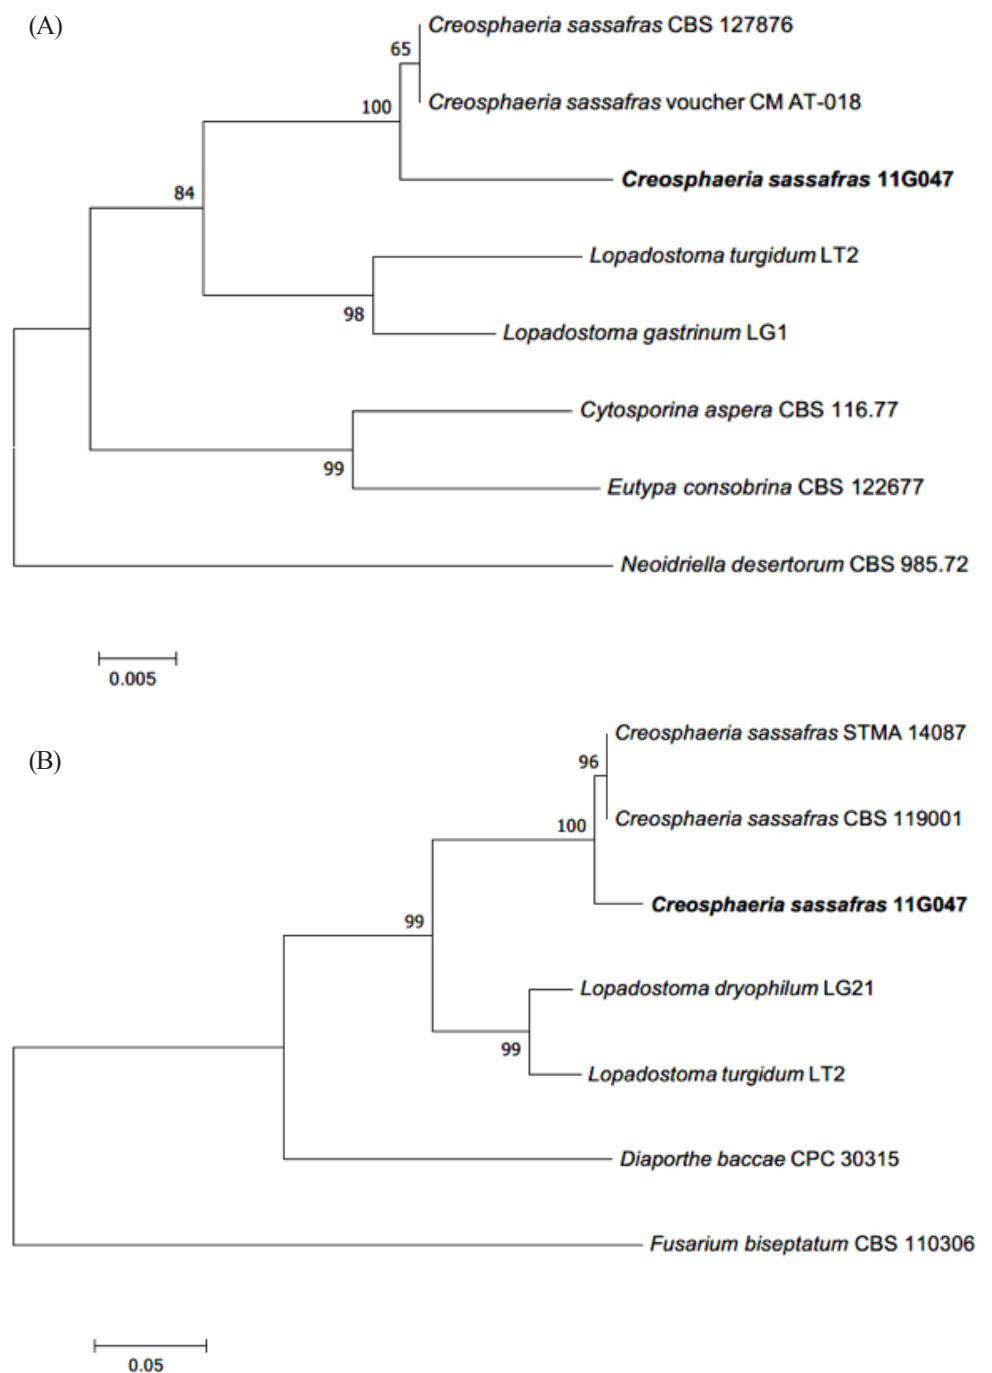 (A)
Creosphaeria sassafras CBS 127876
65
Creosphaeria sassafras voucher CM AT-018
100
Creosphaeria sassafras 11G047
84
Lopadostoma turgidum LT2
98
Lopadostoma gastrinum LG1
Cytosporina aspera CBS 116.77
99
Eutypa consobrina CBS 122677
Neoidriella desertorum CBS 985.72
0.005
Creosphaeria sassafras STMA 14087
(B)
96
Creosphaeria sassafras CBS 119001
100
Creosphaeria sassafras 11G047
99
Lopadostoma dryophilum LG21
99
Lopadostoma turgidum LT2
Diaporthe baccae CPC 30315
Fusarium biseptatum CBS 110306
0.05